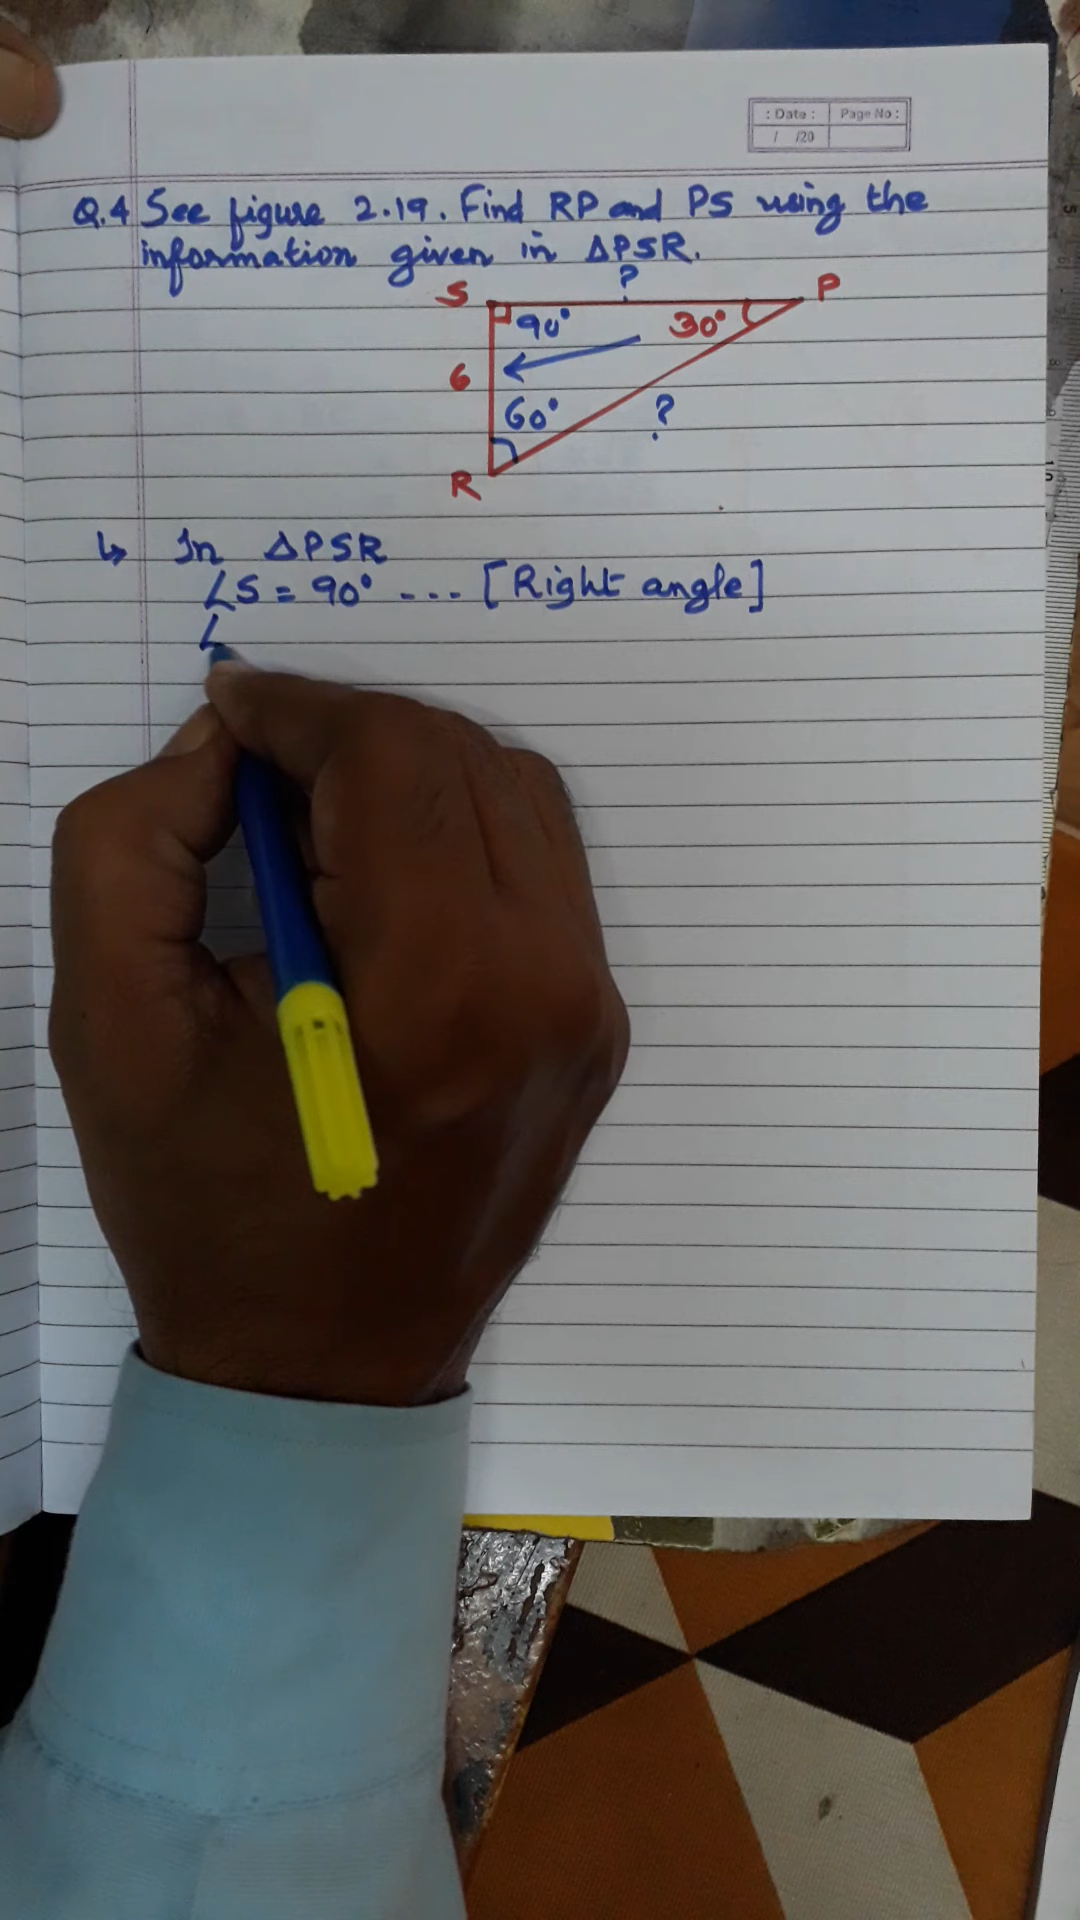 : Date :
Page No :
/ /20
Q.4 See figure 2.19. Find RP and PS using the
information given in ΔPSR.
?
S
P
90°
30°
6
60°
?
R
↳ In ΔPSR
∠S = 90° --- [Right angle]
∠